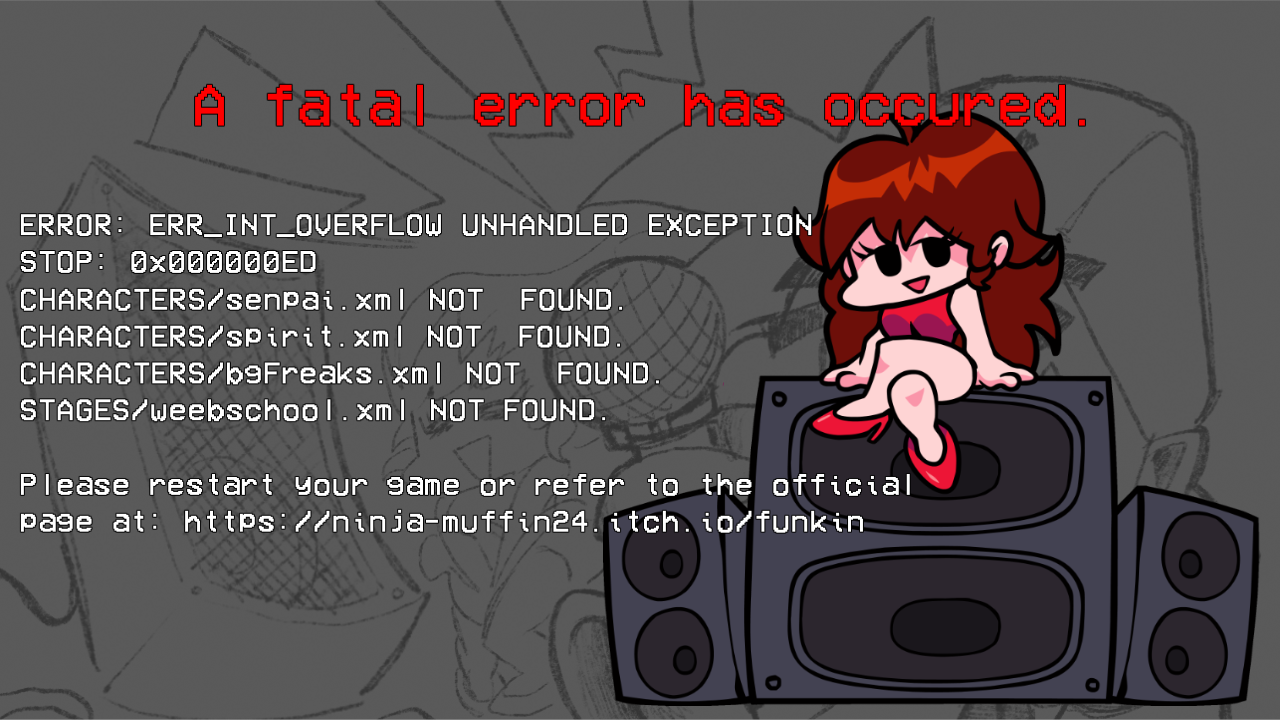 A fatal error has occured.
ERROR: ERR_INT_OVERFLOW UNHANDLED EXCEPTION
STOP: 0x000000ED
CHARACTERS/senpai.xml NOT  FOUND.
CHARACTERS/spirit.xml NOT  FOUND.
CHARACTERS/bgFreaks.xml NOT  FOUND.
STAGES/weebschool.xml NOT FOUND.
Please restart your game or refer to the official
page at: https://ninja-muffin24.itch.io/funkin